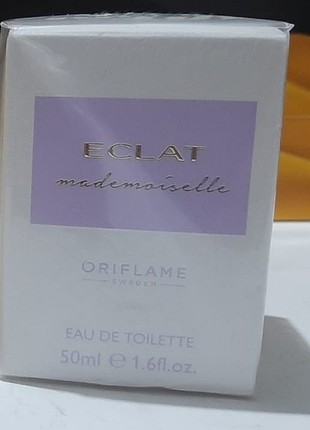 ECLAT
mademoiselle
ORIFLAME
SWEDEN
EAU DE TOILETTE
50ml ℮ 1.6fl.oz.